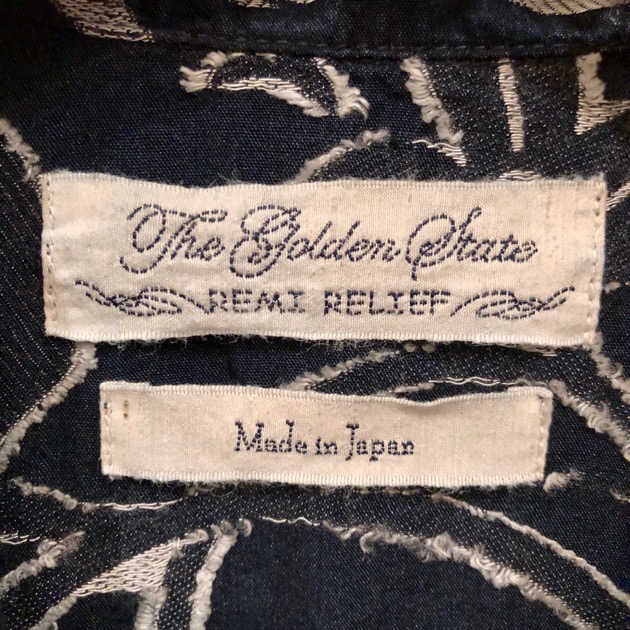 The Golden State
REMI RELIEF
Made in Japan